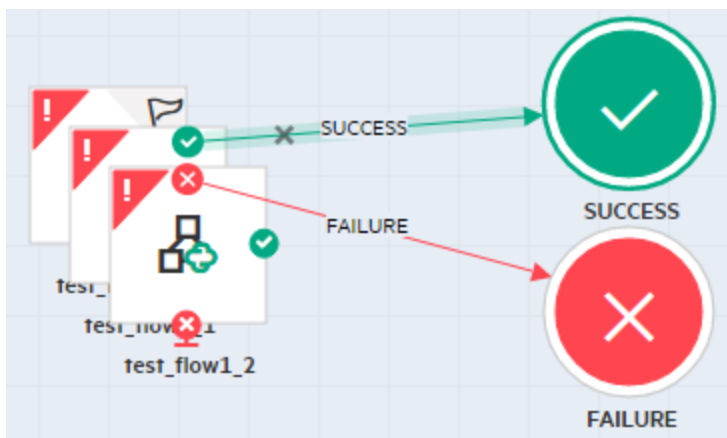 !
!
!
SUCCESS
SUCCESS
FAILURE
test_flow1_2
FAILURE